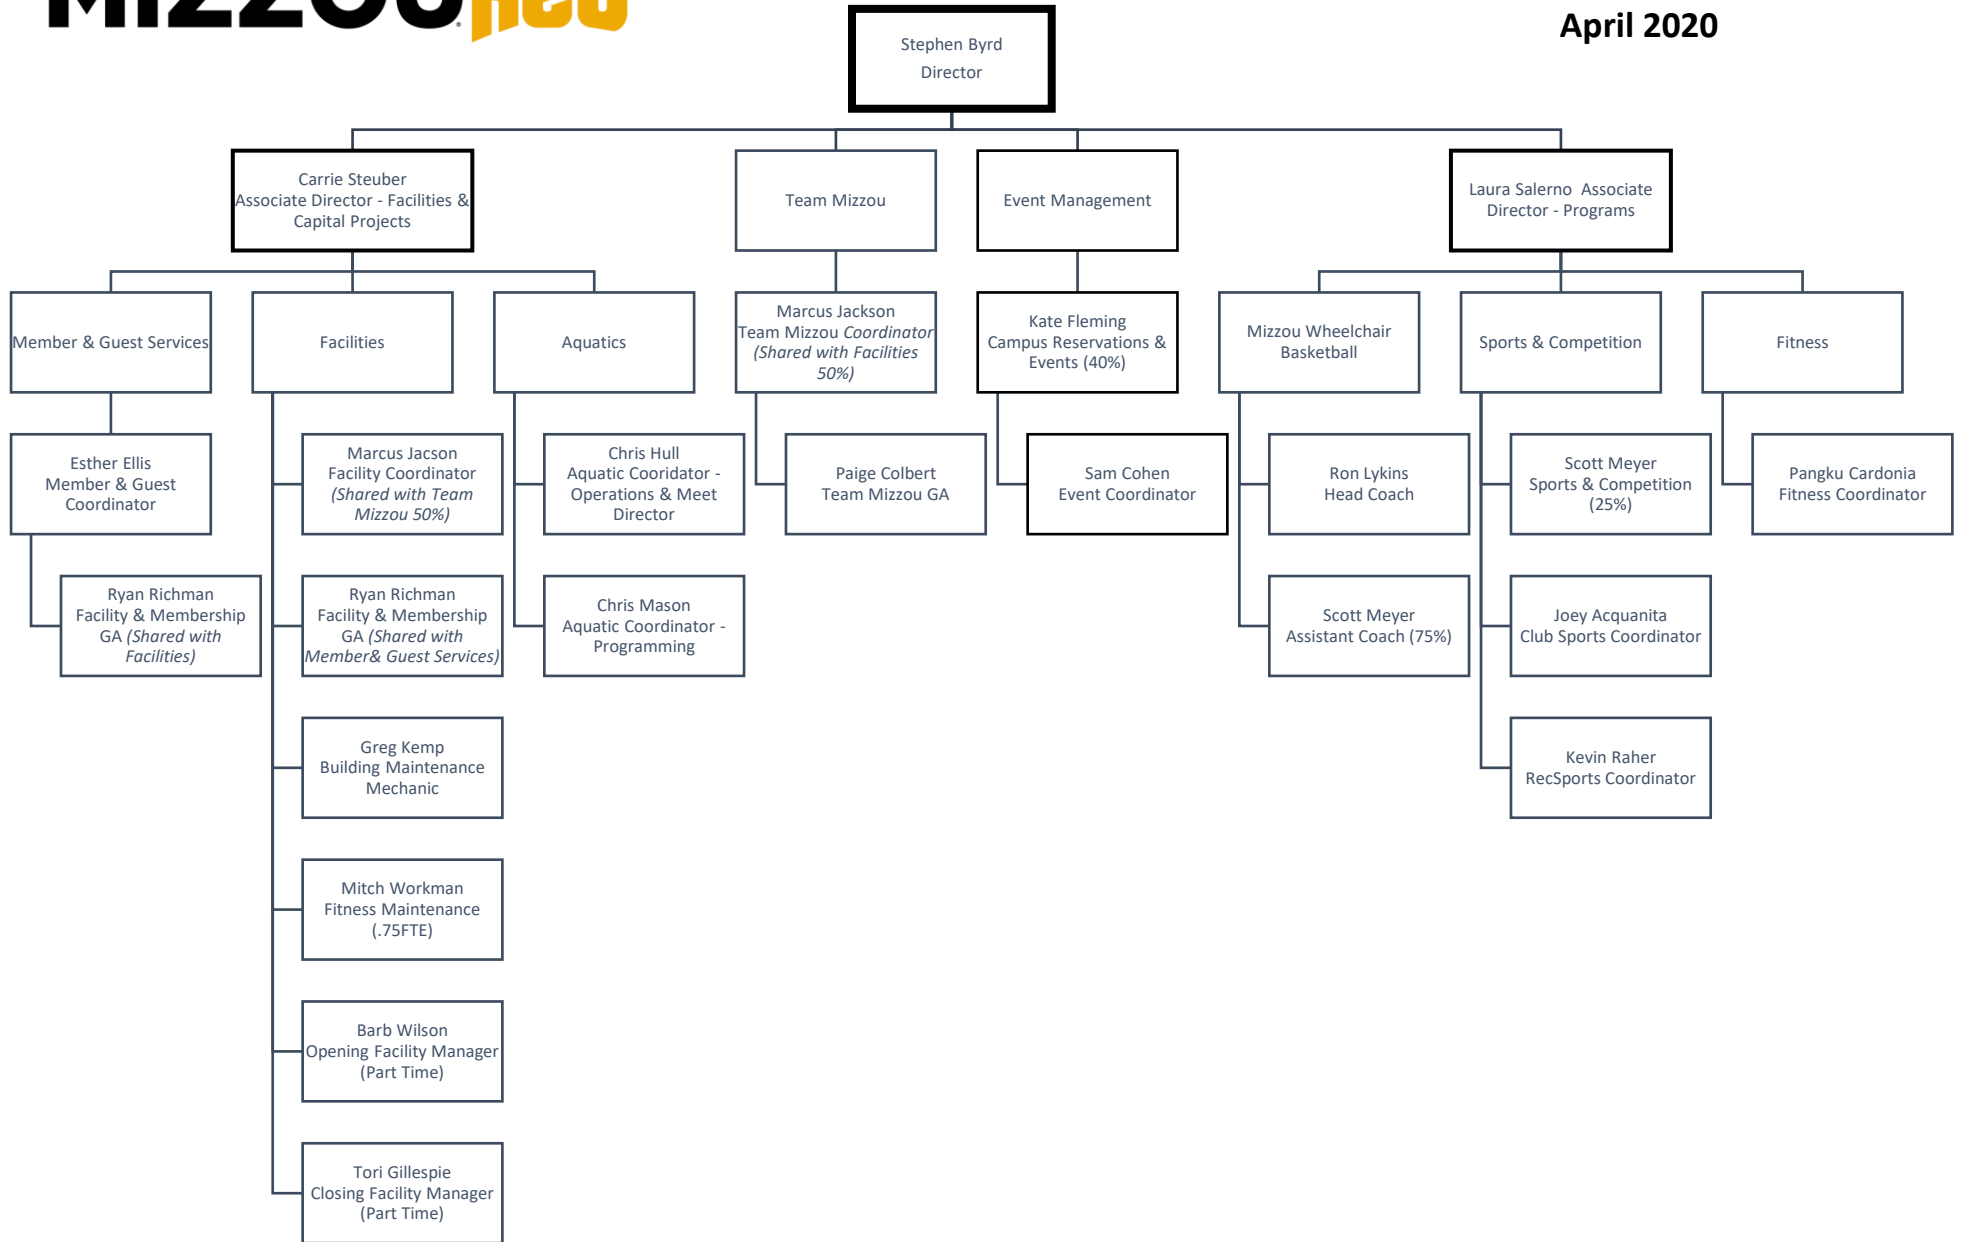 MIZZOU Rec
April 2020
Stephen Byrd
Director
Carrie Steuber
Associate Director - Facilities &
Capital Projects
Team Mizzou
Event Management
Laura Salerno Associate
Director - Programs
Member & Guest Services
Facilities
Aquatics
Marcus Jackson
Team Mizzou Coordinator
(Shared with Facilities
50%)
Kate Fleming
Campus Reservations &
Events (40%)
Mizzou Wheelchair
Basketball
Sports & Competition
Fitness
Esther Ellis
Member & Guest
Coordinator
Marcus Jacson
Facility Coordinator
(Shared with Team
Mizzou 50%)
Chris Hull
Aquatic Cooridator -
Operations & Meet
Director
Paige Colbert
Team Mizzou GA
Sam Cohen
Event Coordinator
Ron Lykins
Head Coach
Scott Meyer
Sports & Competition
(25%)
Pangku Cardonia
Fitness Coordinator
Ryan Richman
Facility & Membership
GA (Shared with
Facilities)
Ryan Richman
Facility & Membership
GA (Shared with
Member& Guest Services)
Chris Mason
Aquatic Coordinator -
Programming
Scott Meyer
Assistant Coach (75%)
Joey Acquanita
Club Sports Coordinator
Greg Kemp
Building Maintenance
Mechanic
Kevin Raher
RecSports Coordinator
Mitch Workman
Fitness Maintenance
(.75FTE)
Barb Wilson
Opening Facility Manager
(Part Time)
Tori Gillespie
Closing Facility Manager
(Part Time)